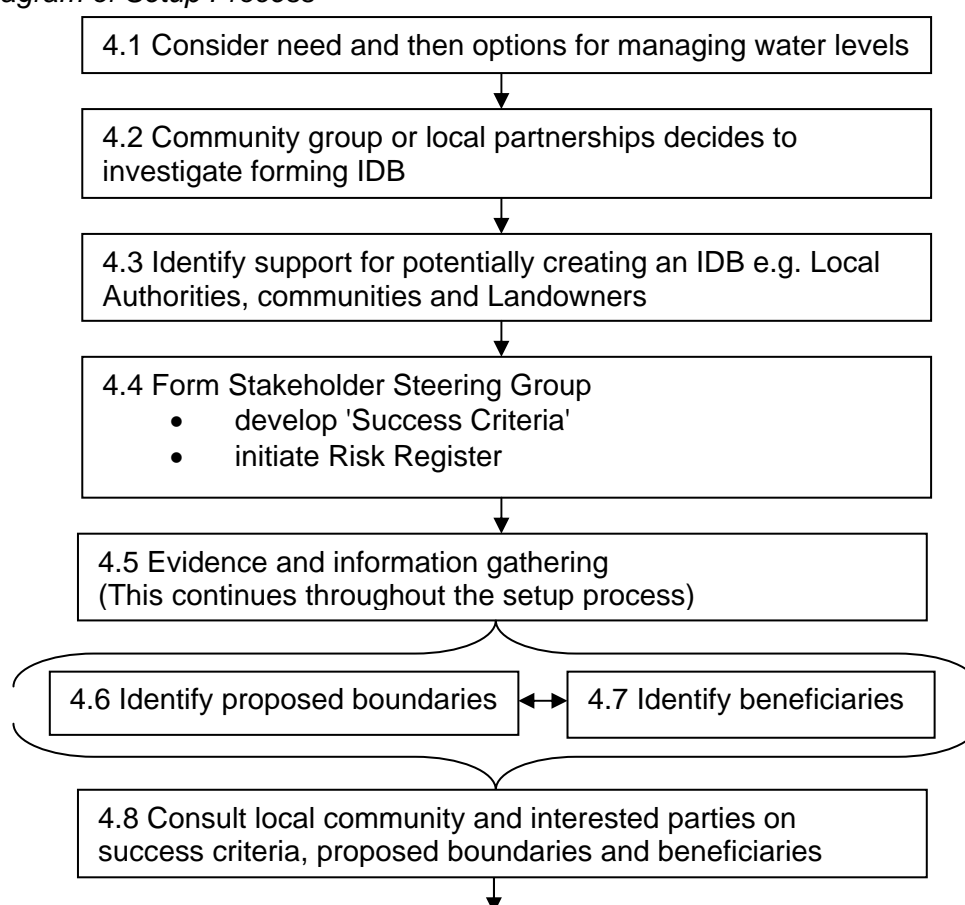 of Setup Process
4.1 Consider need and then options for managing water levels
4.2 Community group or local partnerships decides to
investigate forming IDB
4.3 Identify support for potentially creating an IDB e.g. Local
Authorities, communities and Landowners
4.4 Form Stakeholder Steering Group
• develop 'Success Criteria'
• initiate Risk Register
4.5 Evidence and information gathering
(This continues throughout the setup process)
4.6 Identify proposed boundaries
4.7 Identify beneficiaries
4.8 Consult local community and interested parties on
success criteria, proposed boundaries and beneficiaries